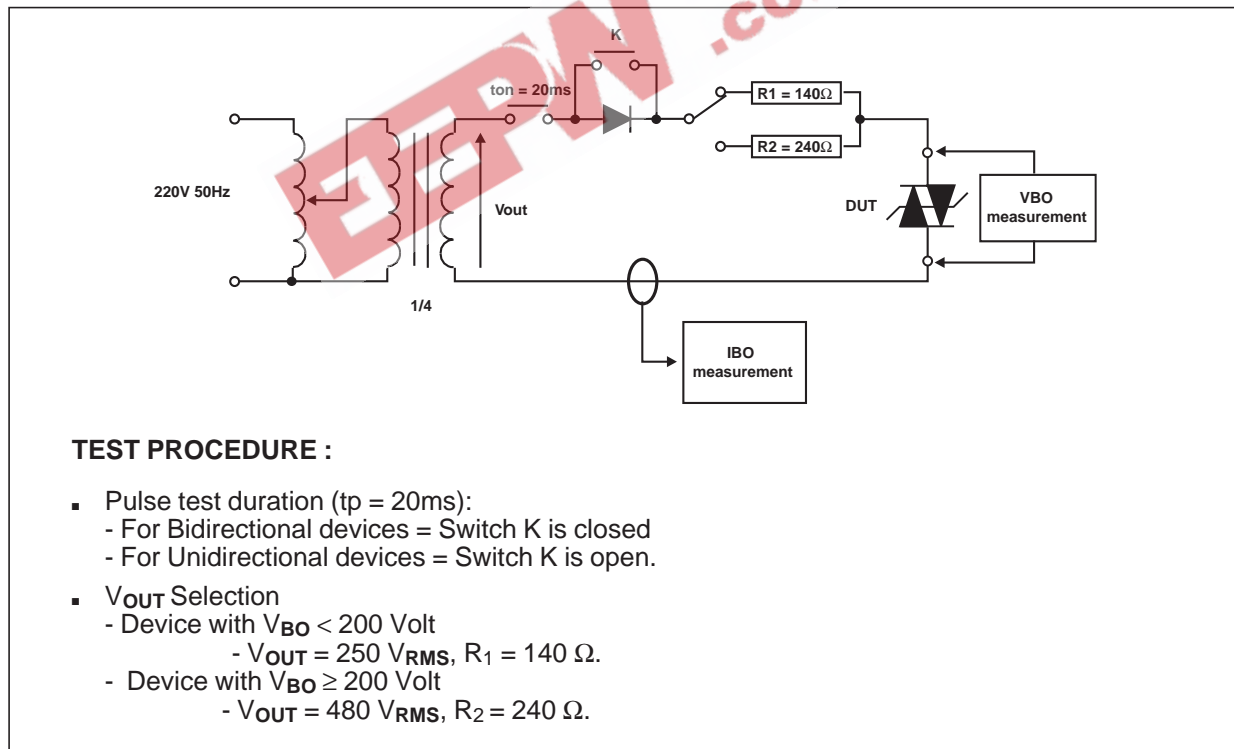 EEPW .co
K
ton = 20ms
R1 = 140Ω
R2 = 240Ω
220V 50Hz
Vout
DUT
VBO
measurement
1/4
IBO
measurement
TEST PROCEDURE :
▪ Pulse test duration (tp = 20ms):
- For Bidirectional devices = Switch K is closed
- For Unidirectional devices = Switch K is open.
▪ VOUT Selection
- Device with VBO < 200 Volt
- VOUT = 250 VRMS, R1 = 140 Ω.
- Device with VBO ≥ 200 Volt
- VOUT = 480 VRMS, R2 = 240 Ω.